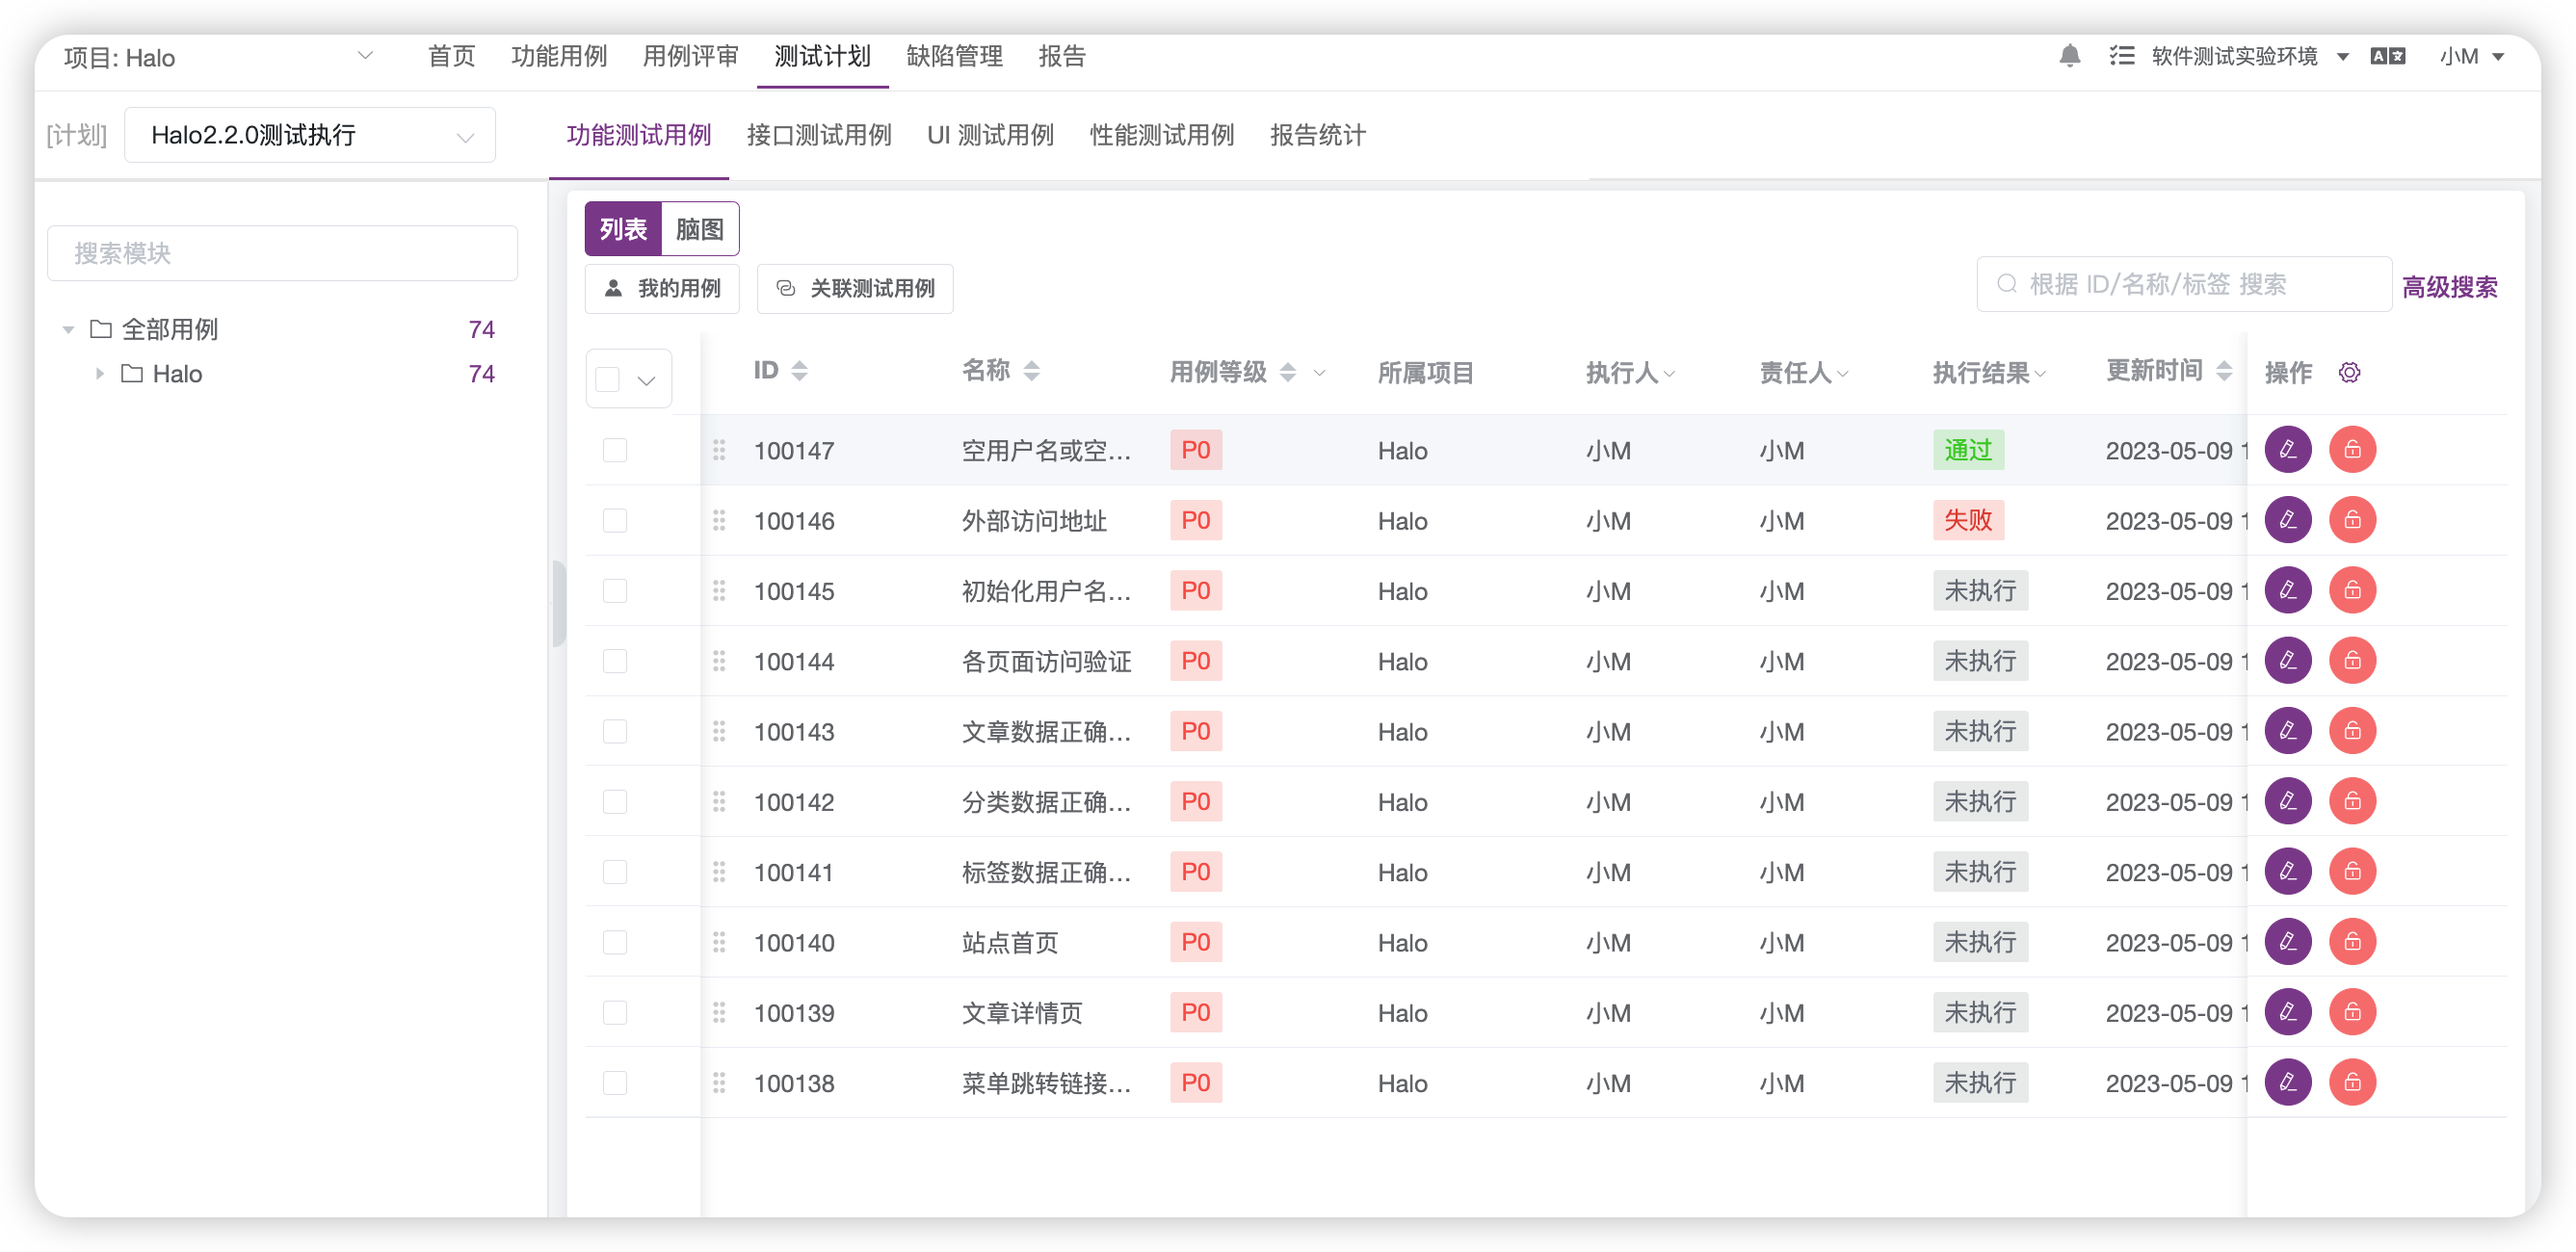 项目: Halo 首页 功能用例 用例评审 测试计划 缺陷管理 报告 软件测试实验环境 小M
[计划] Halo2.2.0测试执行 功能测试用例 接口测试用例 UI 测试用例 性能测试用例 报告统计
列表 脑图
搜索模块
我的用例 关联测试用例 根据 ID/名称/标签 搜索 高级搜索
全部用例 74
Halo 74
ID 名称 用例等级 所属项目 执行人 责任人 执行结果 更新时间 操作
100147 空用户名或空... P0 Halo 小M 小M 通过 2023-05-09
100146 外部访问地址 P0 Halo 小M 小M 失败 2023-05-09
100145 初始化用户名... P0 Halo 小M 小M 未执行 2023-05-09
100144 各页面访问验证 P0 Halo 小M 小M 未执行 2023-05-09
100143 文章数据正确... P0 Halo 小M 小M 未执行 2023-05-09
100142 分类数据正确... P0 Halo 小M 小M 未执行 2023-05-09
100141 标签数据正确... P0 Halo 小M 小M 未执行 2023-05-09
100140 站点首页 P0 Halo 小M 小M 未执行 2023-05-09
100139 文章详情页 P0 Halo 小M 小M 未执行 2023-05-09
100138 菜单跳转链接... P0 Halo 小M 小M 未执行 2023-05-09